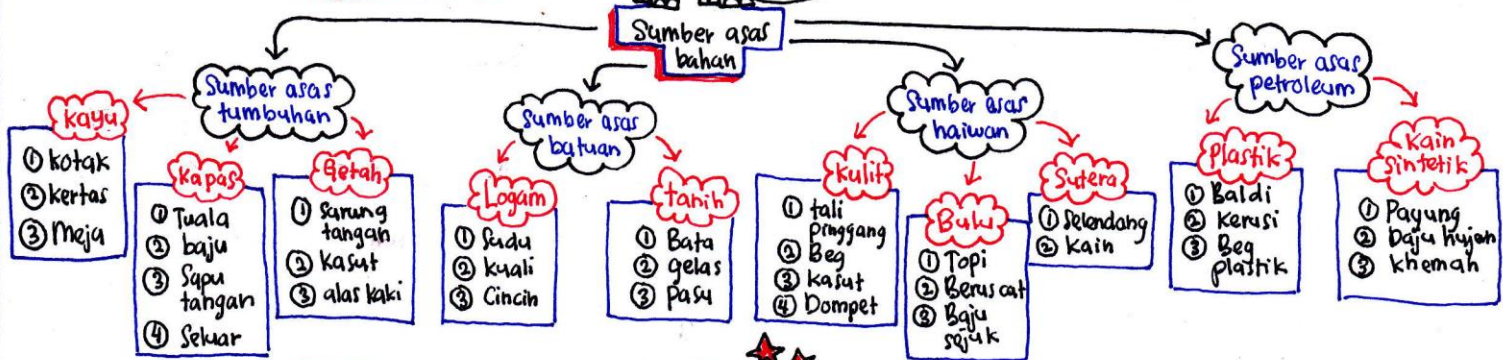 Sumber asas
bahan
Sumber asas
tumbuhan
Kayu
① kotak
② kertas
③ Meja
Kapas
① Tuala
② baju
③ Sapu
tangan
④ Seluar
Getah
① Sarung
tangan
② Kasut
③ alas kaki
Sumber asas
batuan
Logam
① Sudu
② kuali
③ Cincin
tanih
① Bata
② gelas
③ Pasu
Sumber asas
haiwan
Kulit
① tali
pinggang
② Beg
③ kasut
④ Dompet
Bulu
① Topi
② Berus cat
③ Baju
sejuk
Sutera
① Selendang
② Kain
Sumber asas
petroleum
Plastik
① Baldi
② Kerusi
③ Beg
plastik
Kain
Sintetik
① Payung
② Baju hujan
③ khemah